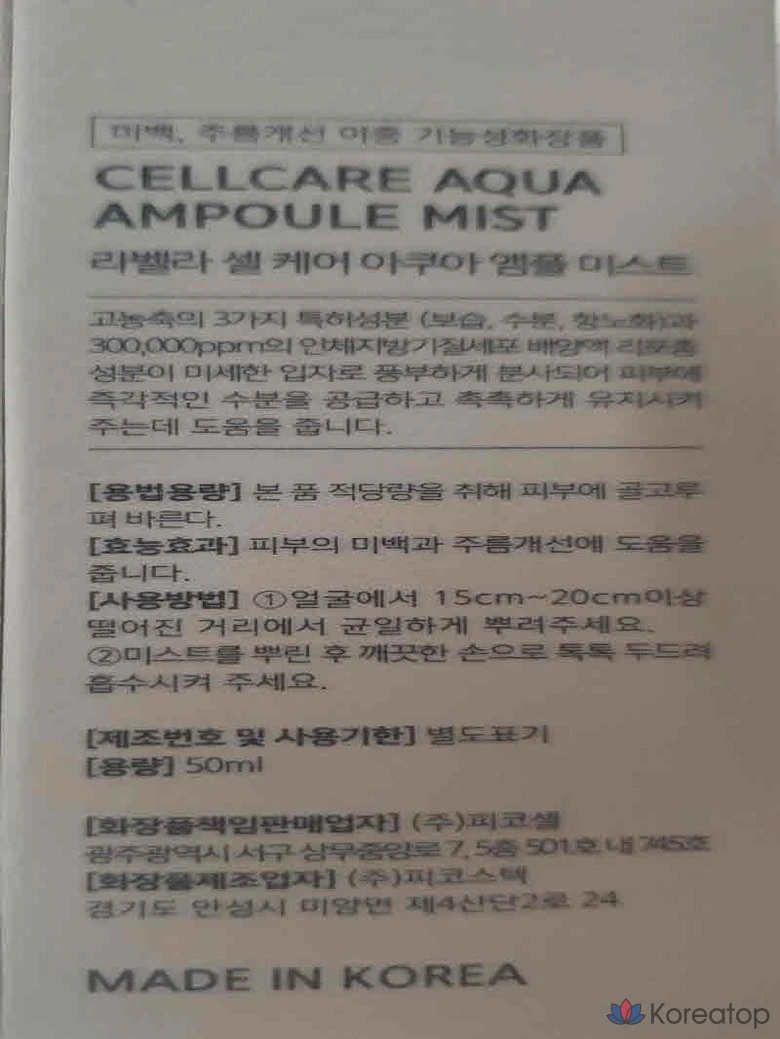 미백, 주름개선 이중 기능성화장품
CELLCARE AQUA
AMPOULE MIST
리벨라 셀 케어 아쿠아 앰플 미스트
고농축의 3가지 특허성분 (보습, 수분, 항노화)과
300,000ppm의 인체지방기질세포 배양액 리포좀
성분이 미세한 입자로 풍부하게 분사되어 피부에
즉각적인 수분을 공급하고 촉촉하게 유지시켜
주는데 도움을 줍니다.
[용법용량] 본 품 적당량을 취해 피부에 골고루
펴 바른다.
[효능효과] 피부의 미백과 주름개선에 도움을
줍니다.
[사용방법] ①얼굴에서 15cm~20cm이상
떨어진 거리에서 균일하게 뿌려주세요.
②미스트를 뿌린 후 깨끗한 손으로 톡톡 두드려
흡수시켜 주세요.
[제조번호 및 사용기한] 별도표기
[용량] 50ml
[화장품책임판매업자] (주)피코셀
광주광역시 서구 상무중앙로 7, 5층 501호 내 745호
[화장품제조업자] (주)피코스텍
경기도 안성시 미양면 제4산단2로 24
MADE IN KOREA
Koreatop